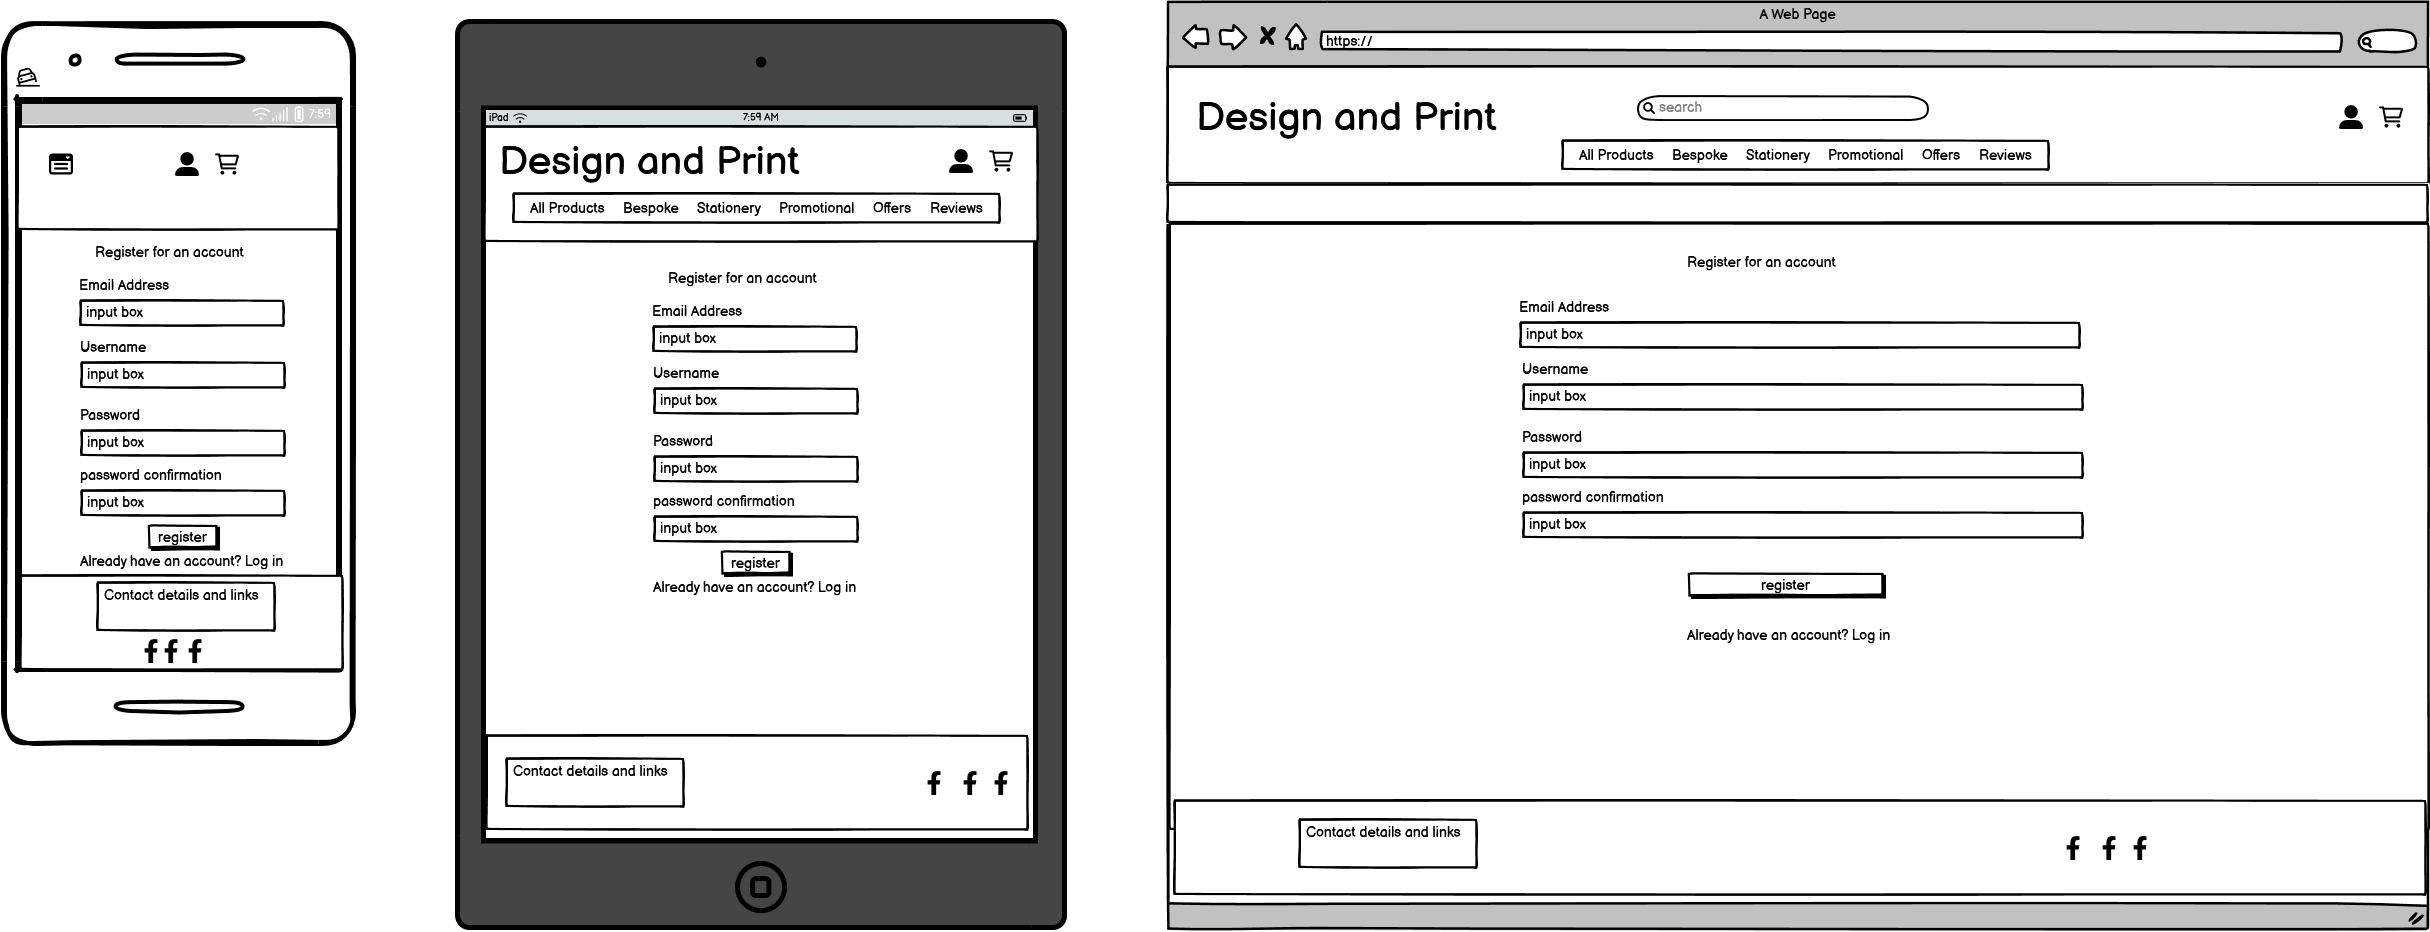 7:59
Register for an account
Email Address
input box
Username
input box
Password
input box
password confirmation
input box
register
Already have an account? Log in
Contact details and links
iPad
7:59 AM
Design and Print
All Products Bespoke Stationery Promotional Offers Reviews
Register for an account
Email Address
input box
Username
input box
Password
input box
password confirmation
input box
register
Already have an account? Log in
Contact details and links
A Web Page
https://
Design and Print
search
All Products Bespoke Stationery Promotional Offers Reviews
Register for an account
Email Address
input box
Username
input box
Password
input box
password confirmation
input box
register
Already have an account? Log in
Contact details and links